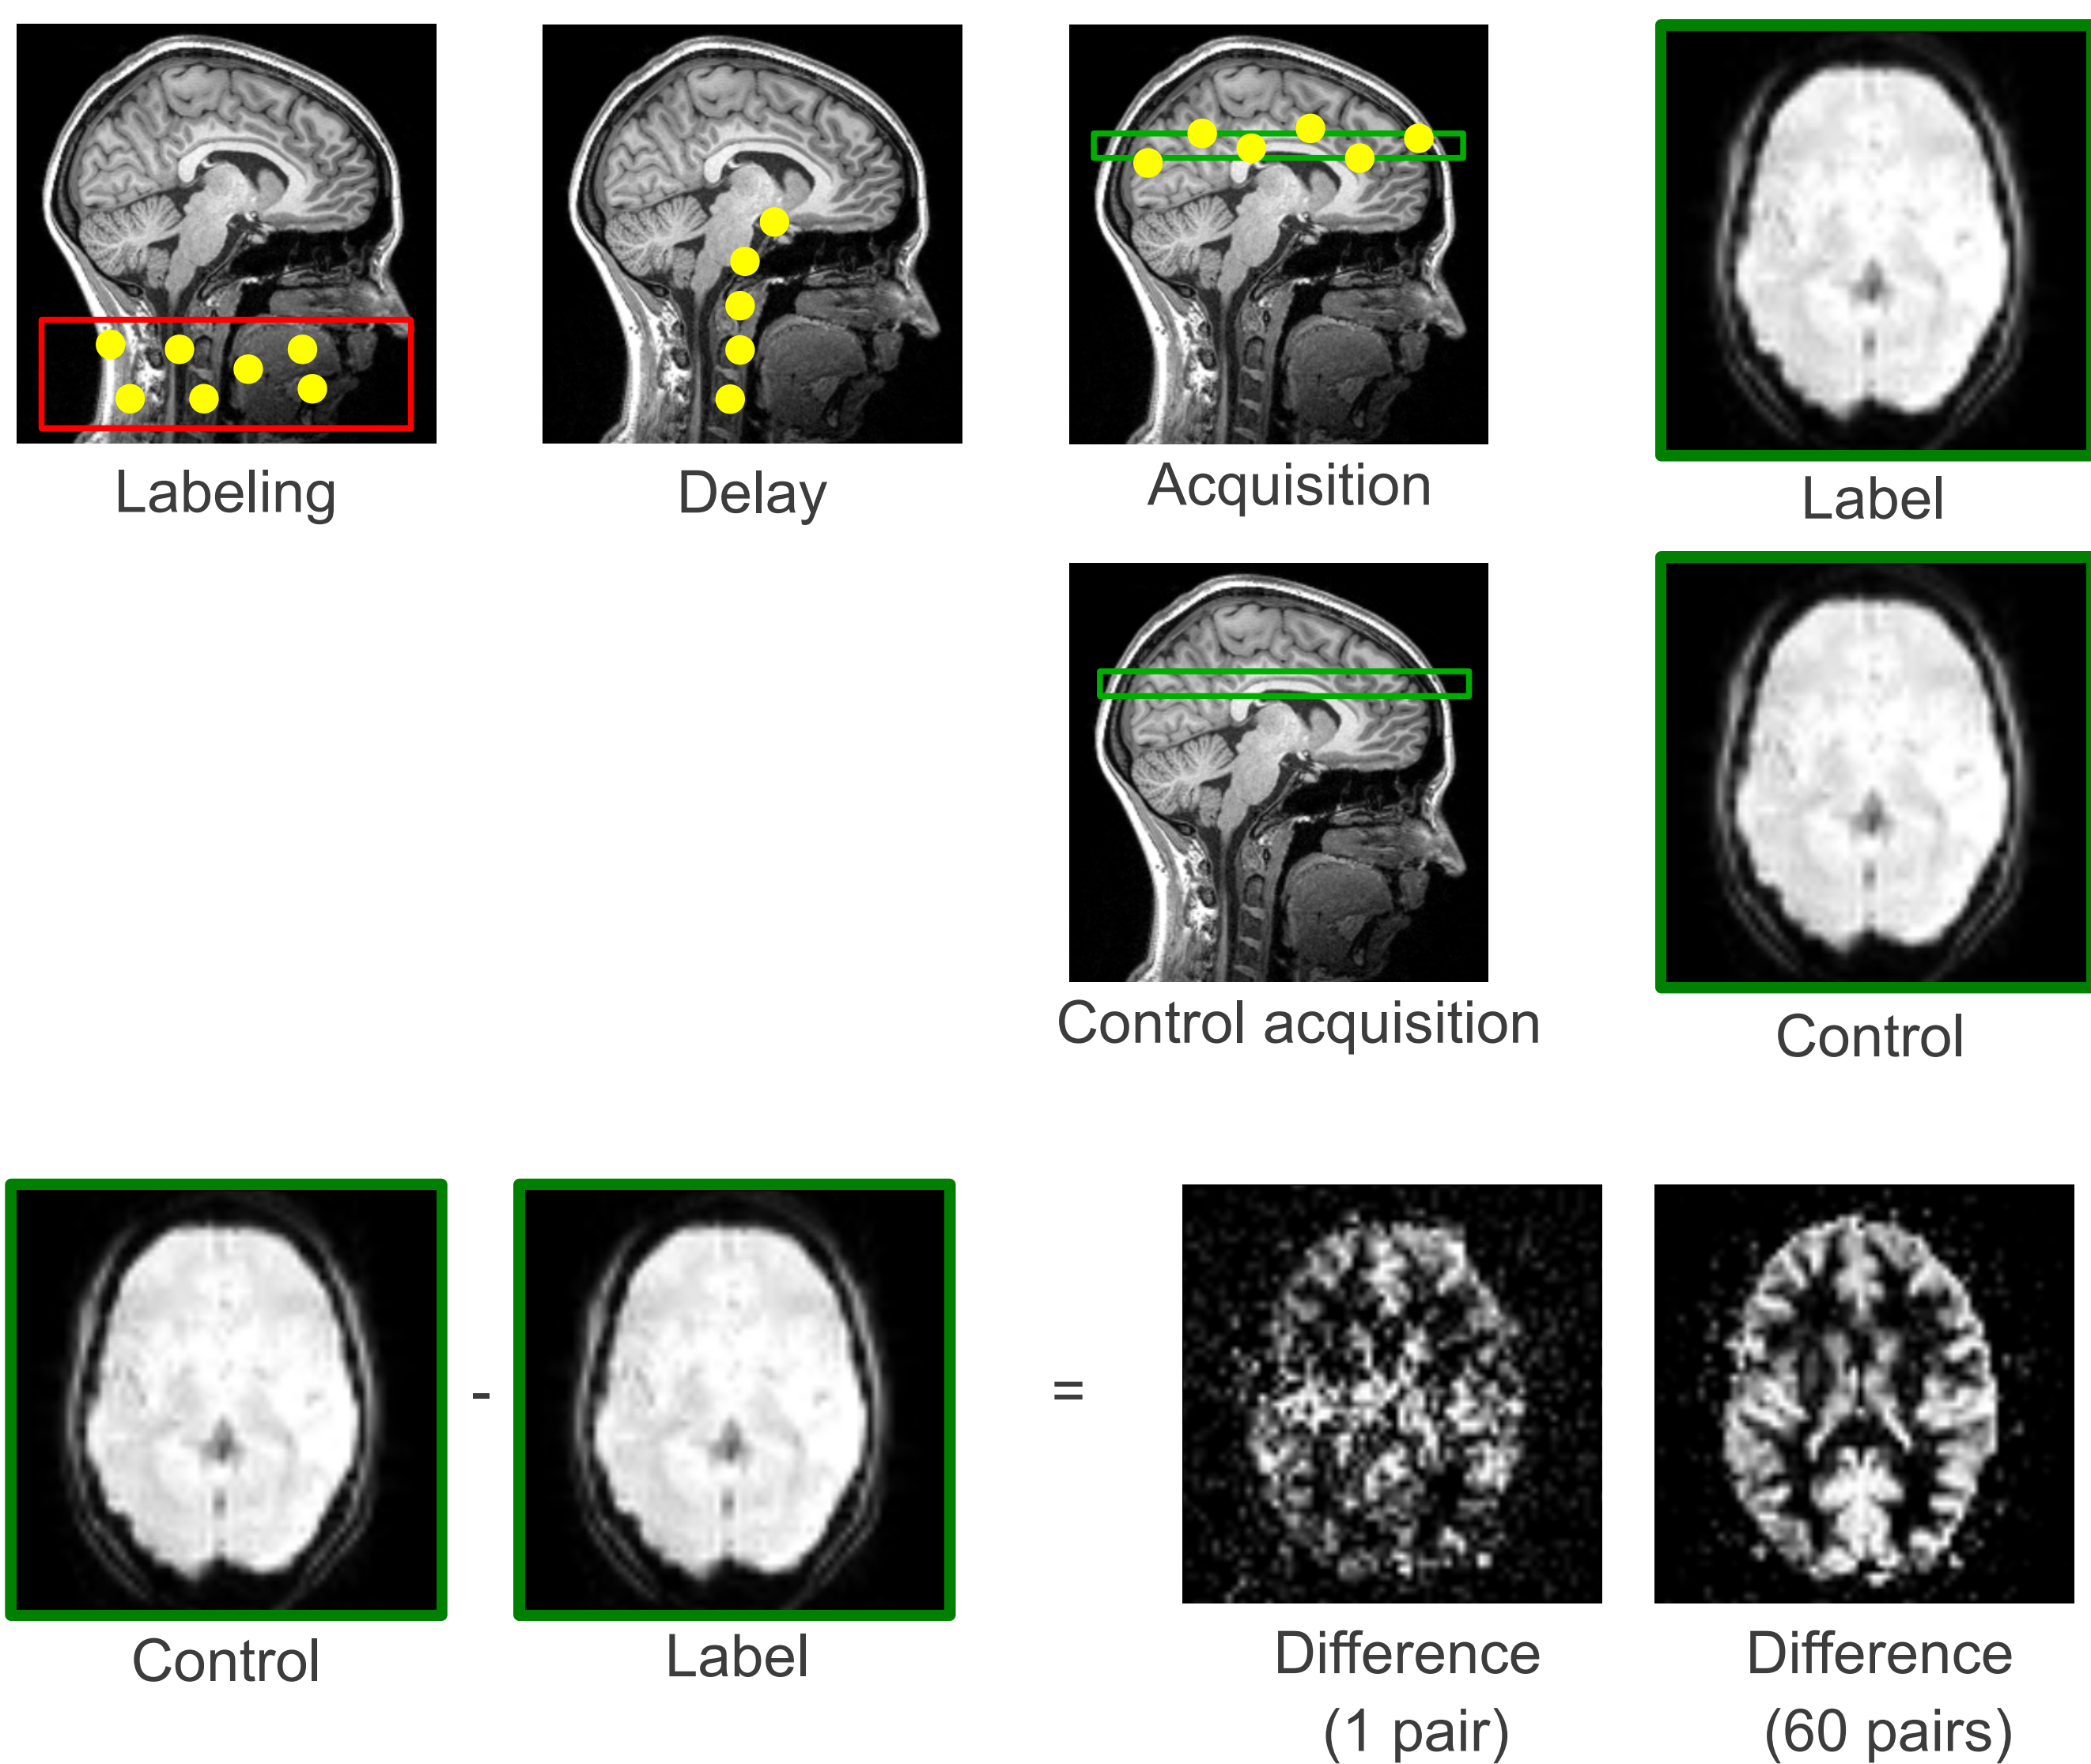 Labeling
Delay
Acquisition
Label
Control acquisition
Control
-
=
Control
Label
Difference
(1 pair)
Difference
(60 pairs)